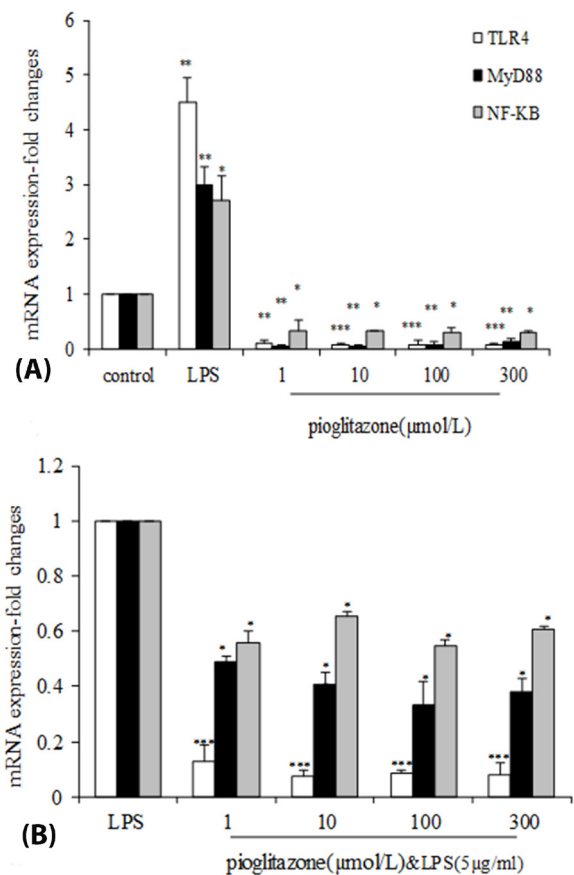 6
5
4
3
2
1
0
mRNA expression-fold changes
TLR4
MyD88
NF-KB
** ** *
** ** *
*** ** *
*** ** *
*** ** *
(A)
control LPS 1 10 100 300
pioglitazone(μmol/L)
1.2
1
0.8
0.6
0.4
0.2
0
mRNA expression-fold changes
*** * *
*** * *
*** * *
*** * *
(B)
LPS 1 10 100 300
pioglitazone(μmol/L)&LPS(5μg/ml)